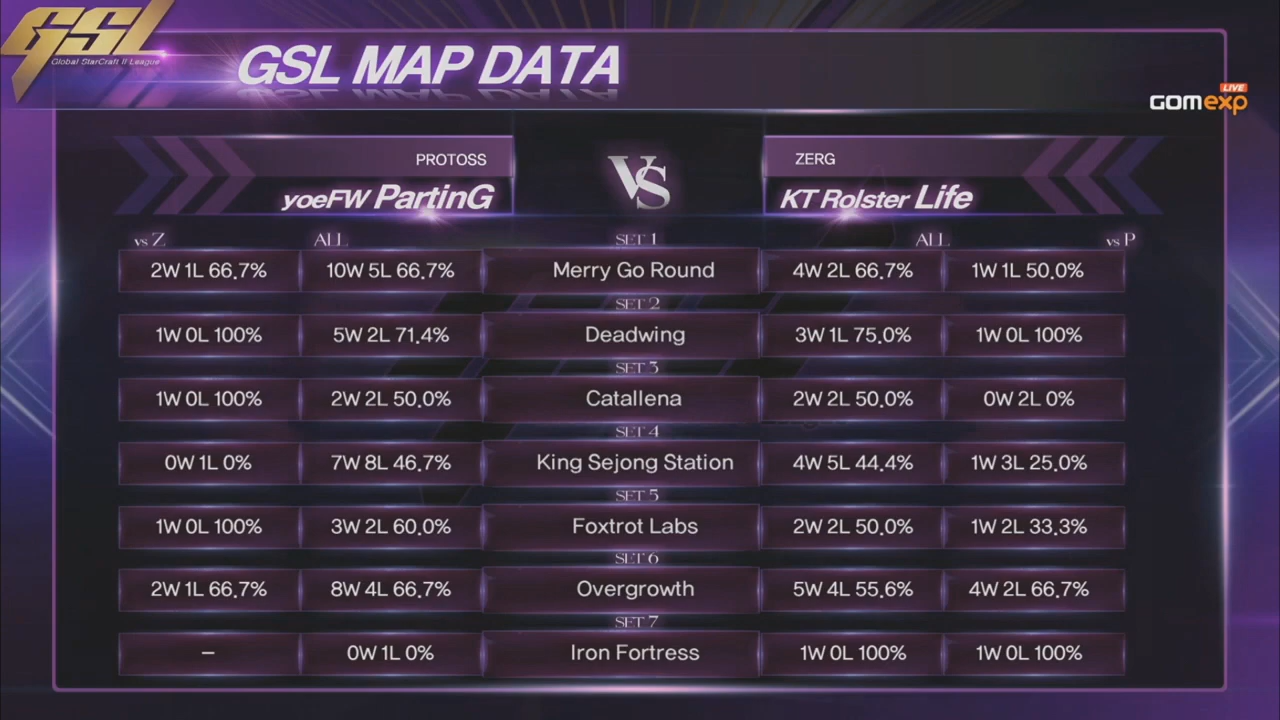 GSL
Global StarCraft II League
GSL MAP DATA
LIVE
GOMexp
PROTOSS
yoeFW PartinG
VS
ZERG
KT Rolster Life
vs Z ALL SET 1 ALL vs P
2W 1L 66.7% 10W 5L 66.7% Merry Go Round 4W 2L 66.7% 1W 1L 50.0%
SET 2
1W 0L 100% 5W 2L 71.4% Deadwing 3W 1L 75.0% 1W 0L 100%
SET 3
1W 0L 100% 2W 2L 50.0% Catallena 2W 2L 50.0% 0W 2L 0%
SET 4
0W 1L 0% 7W 8L 46.7% King Sejong Station 4W 5L 44.4% 1W 3L 25.0%
SET 5
1W 0L 100% 3W 2L 60.0% Foxtrot Labs 2W 2L 50.0% 1W 2L 33.3%
SET 6
2W 1L 66.7% 8W 4L 66.7% Overgrowth 5W 4L 55.6% 4W 2L 66.7%
SET 7
– 0W 1L 0% Iron Fortress 1W 0L 100% 1W 0L 100%